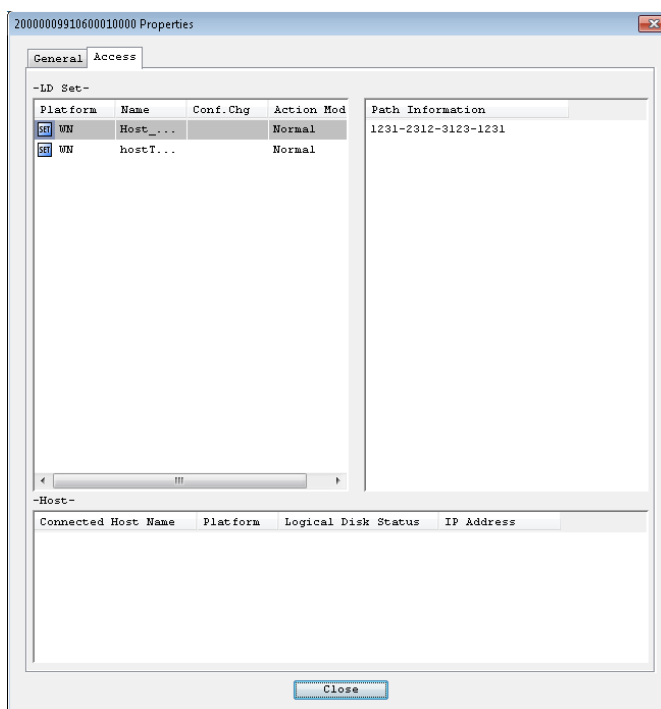 20000009910600010000 Properties
General Access
-LD Set-
Platform Name Conf.Chg Action Mod
SET WN Host_... Normal
SET WN hostT... Normal
Path Information
1231-2312-3123-1231
-Host-
Connected Host Name Platform Logical Disk Status IP Address
Close